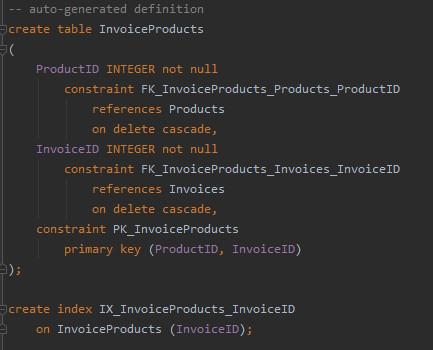 -- auto-generated definition
create table InvoiceProducts
(
    ProductID INTEGER not null
        constraint FK_InvoiceProducts_Products_ProductID
            references Products
            on delete cascade,
    InvoiceID INTEGER not null
        constraint FK_InvoiceProducts_Invoices_InvoiceID
            references Invoices
            on delete cascade,
    constraint PK_InvoiceProducts
        primary key (ProductID, InvoiceID)
);

create index IX_InvoiceProducts_InvoiceID
    on InvoiceProducts (InvoiceID);